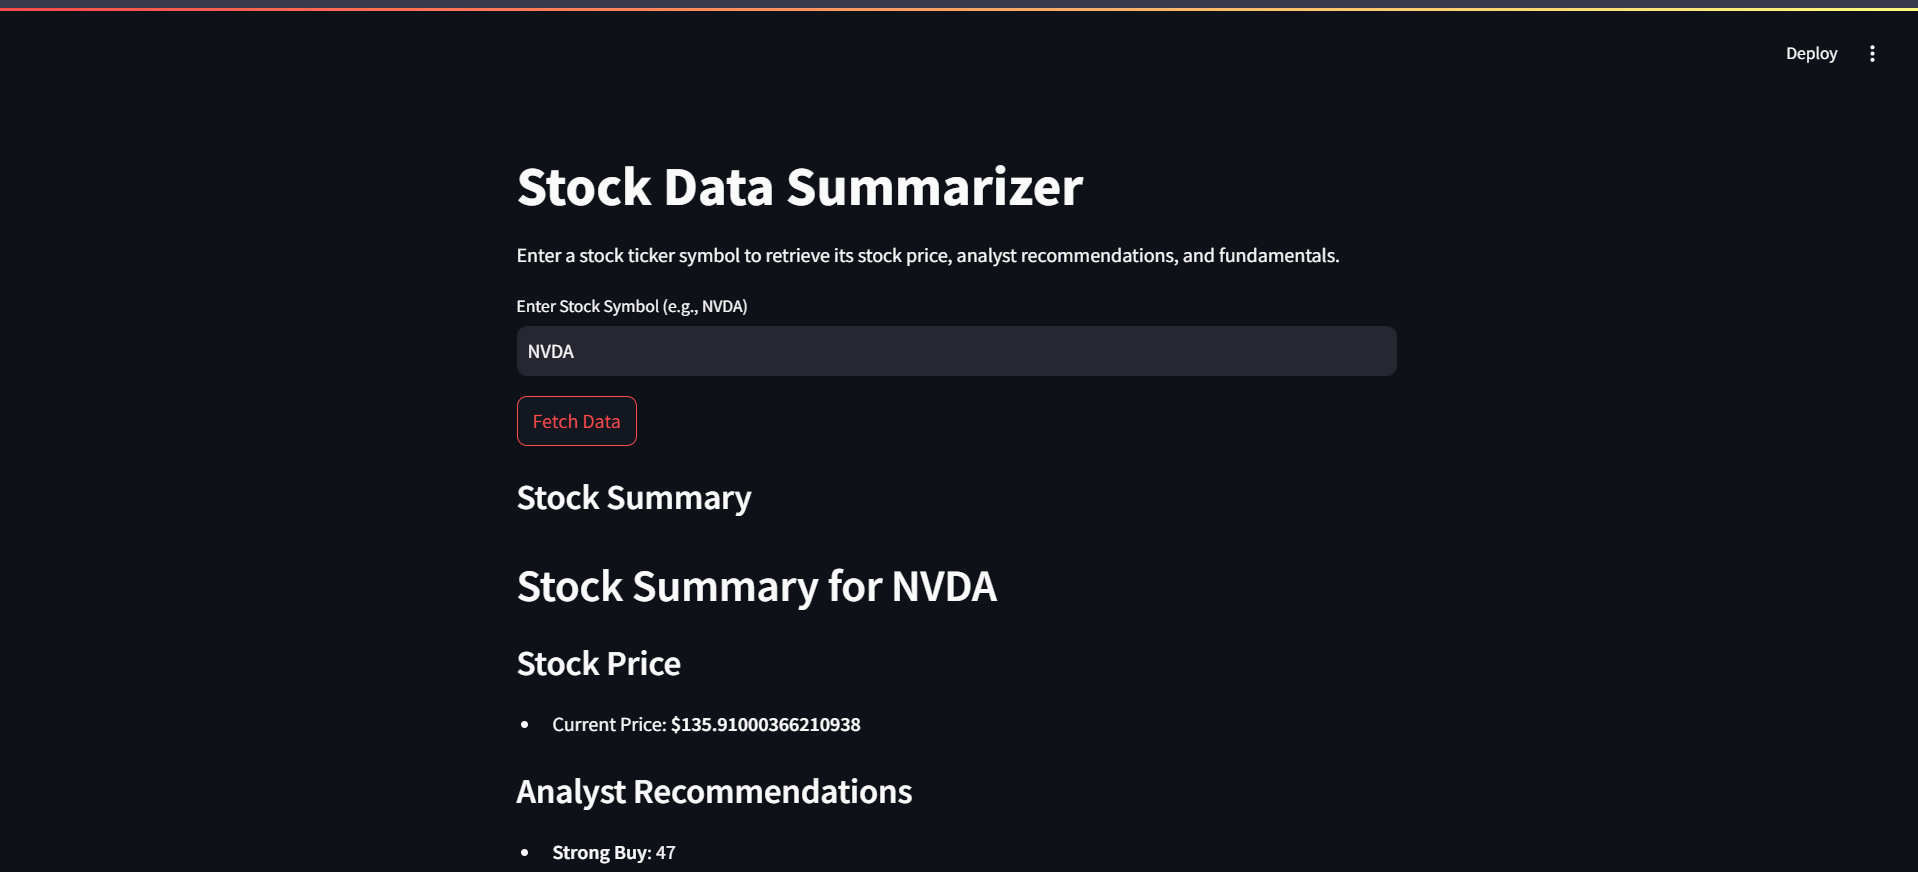 Deploy
Stock Data Summarizer
Enter a stock ticker symbol to retrieve its stock price, analyst recommendations, and fundamentals.
Enter Stock Symbol (e.g., NVDA)
NVDA
Fetch Data
Stock Summary
Stock Summary for NVDA
Stock Price
• Current Price: $135.91000366210938
Analyst Recommendations
• Strong Buy: 47